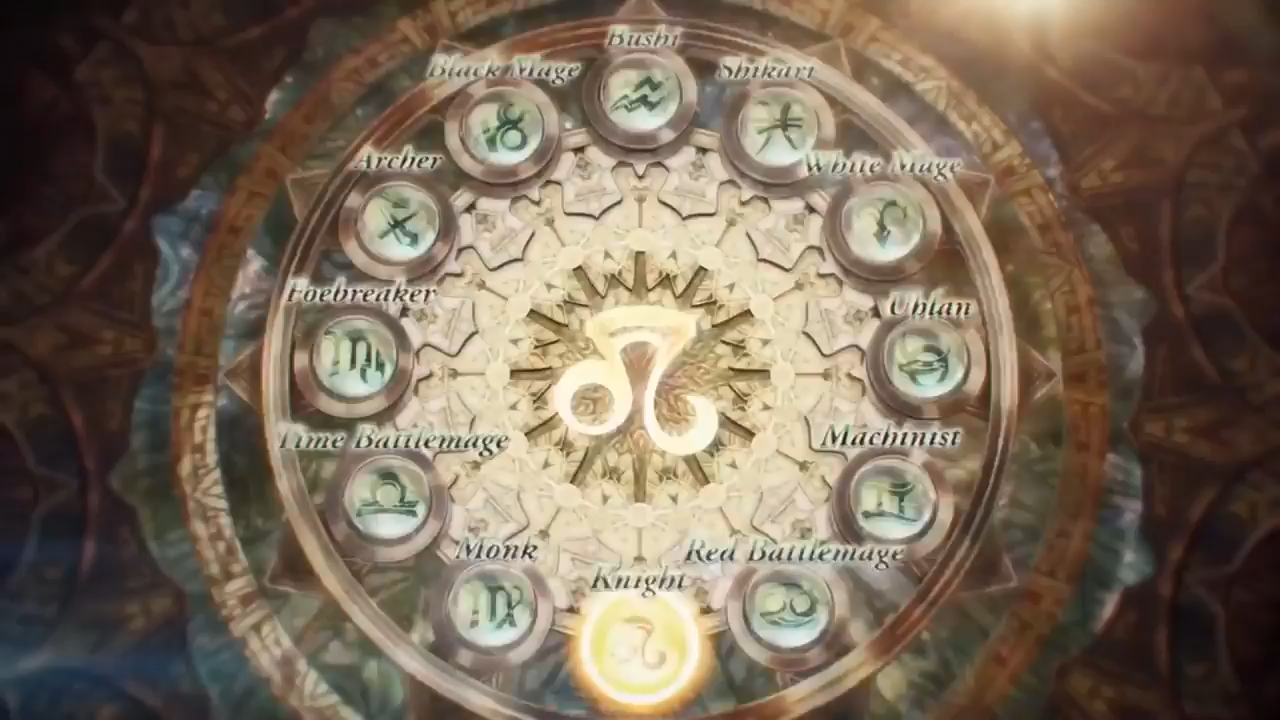 Bushi
Black Mage
Shikari
Archer
White Mage
Foebreaker
Uhlan
Time Battlemage
Machinist
Monk
Red Battlemage
Knight